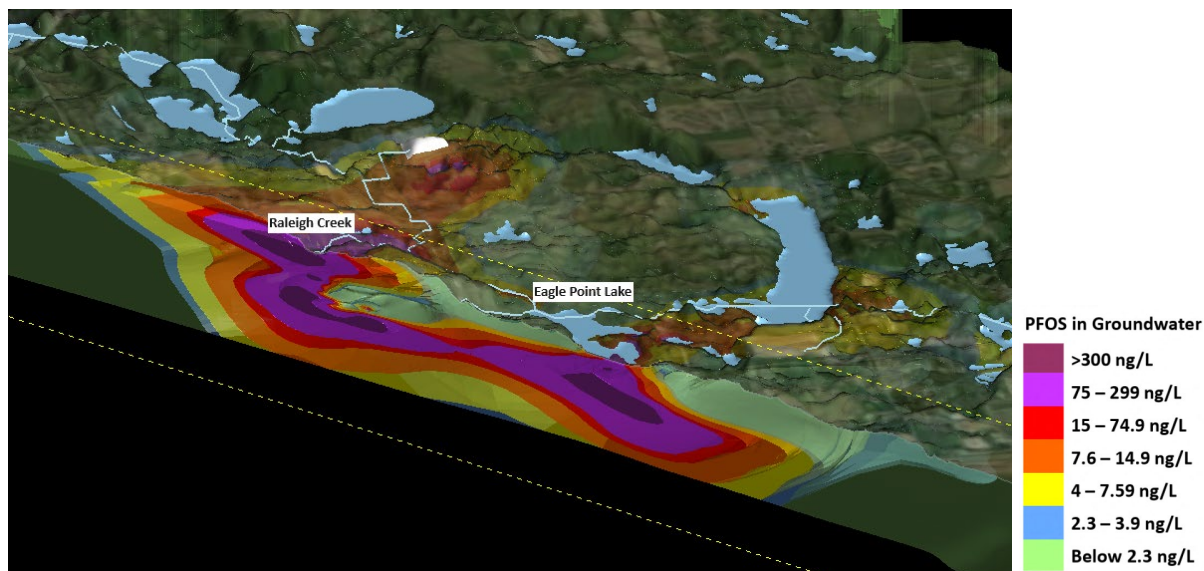 Raleigh Creek
Eagle Point Lake
PFOS in Groundwater
>300 ng/L
75 – 299 ng/L
15 – 74.9 ng/L
7.6 – 14.9 ng/L
4 – 7.59 ng/L
2.3 – 3.9 ng/L
Below 2.3 ng/L